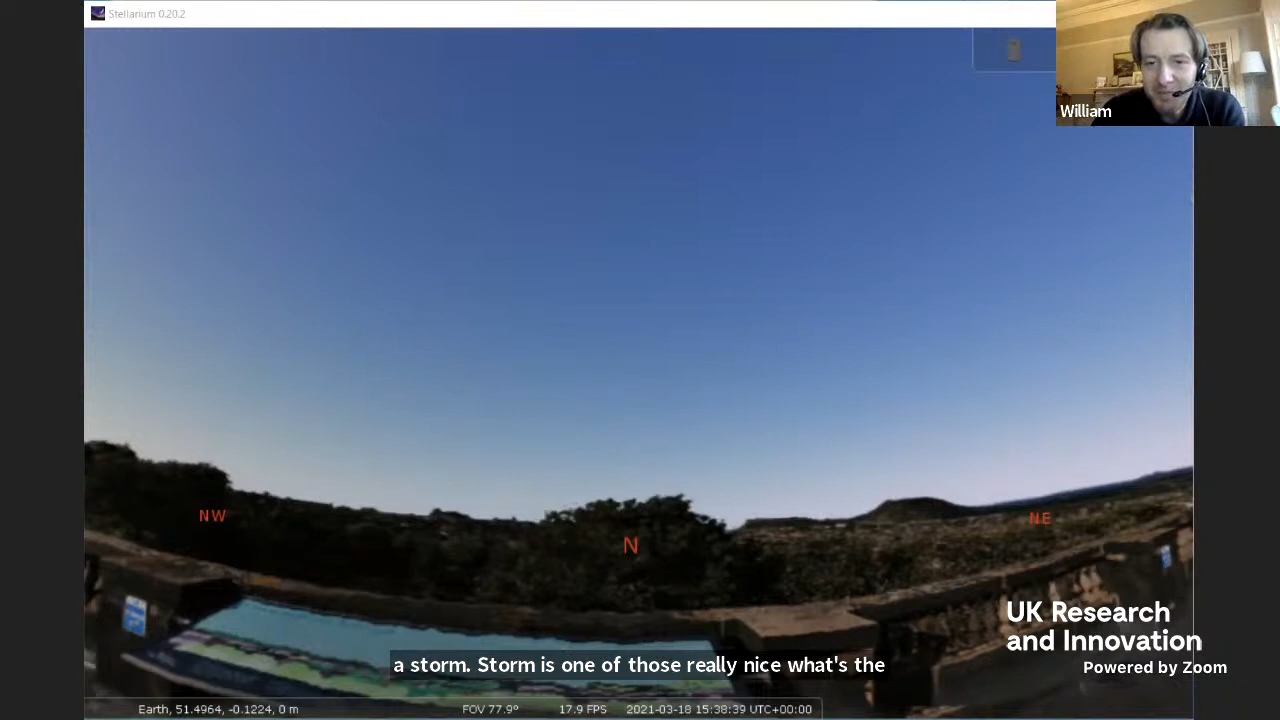 Stellarium 0.20.2
William
NW
N
NE
UK Research
and Innovation
Powered by Zoom
a storm. Storm is one of those really nice what's the
Earth, 51.4964, -0.1224, 0 m
FOV 77.9°
17.9 FPS
2021-03-18 15:38:39 UTC+00:00